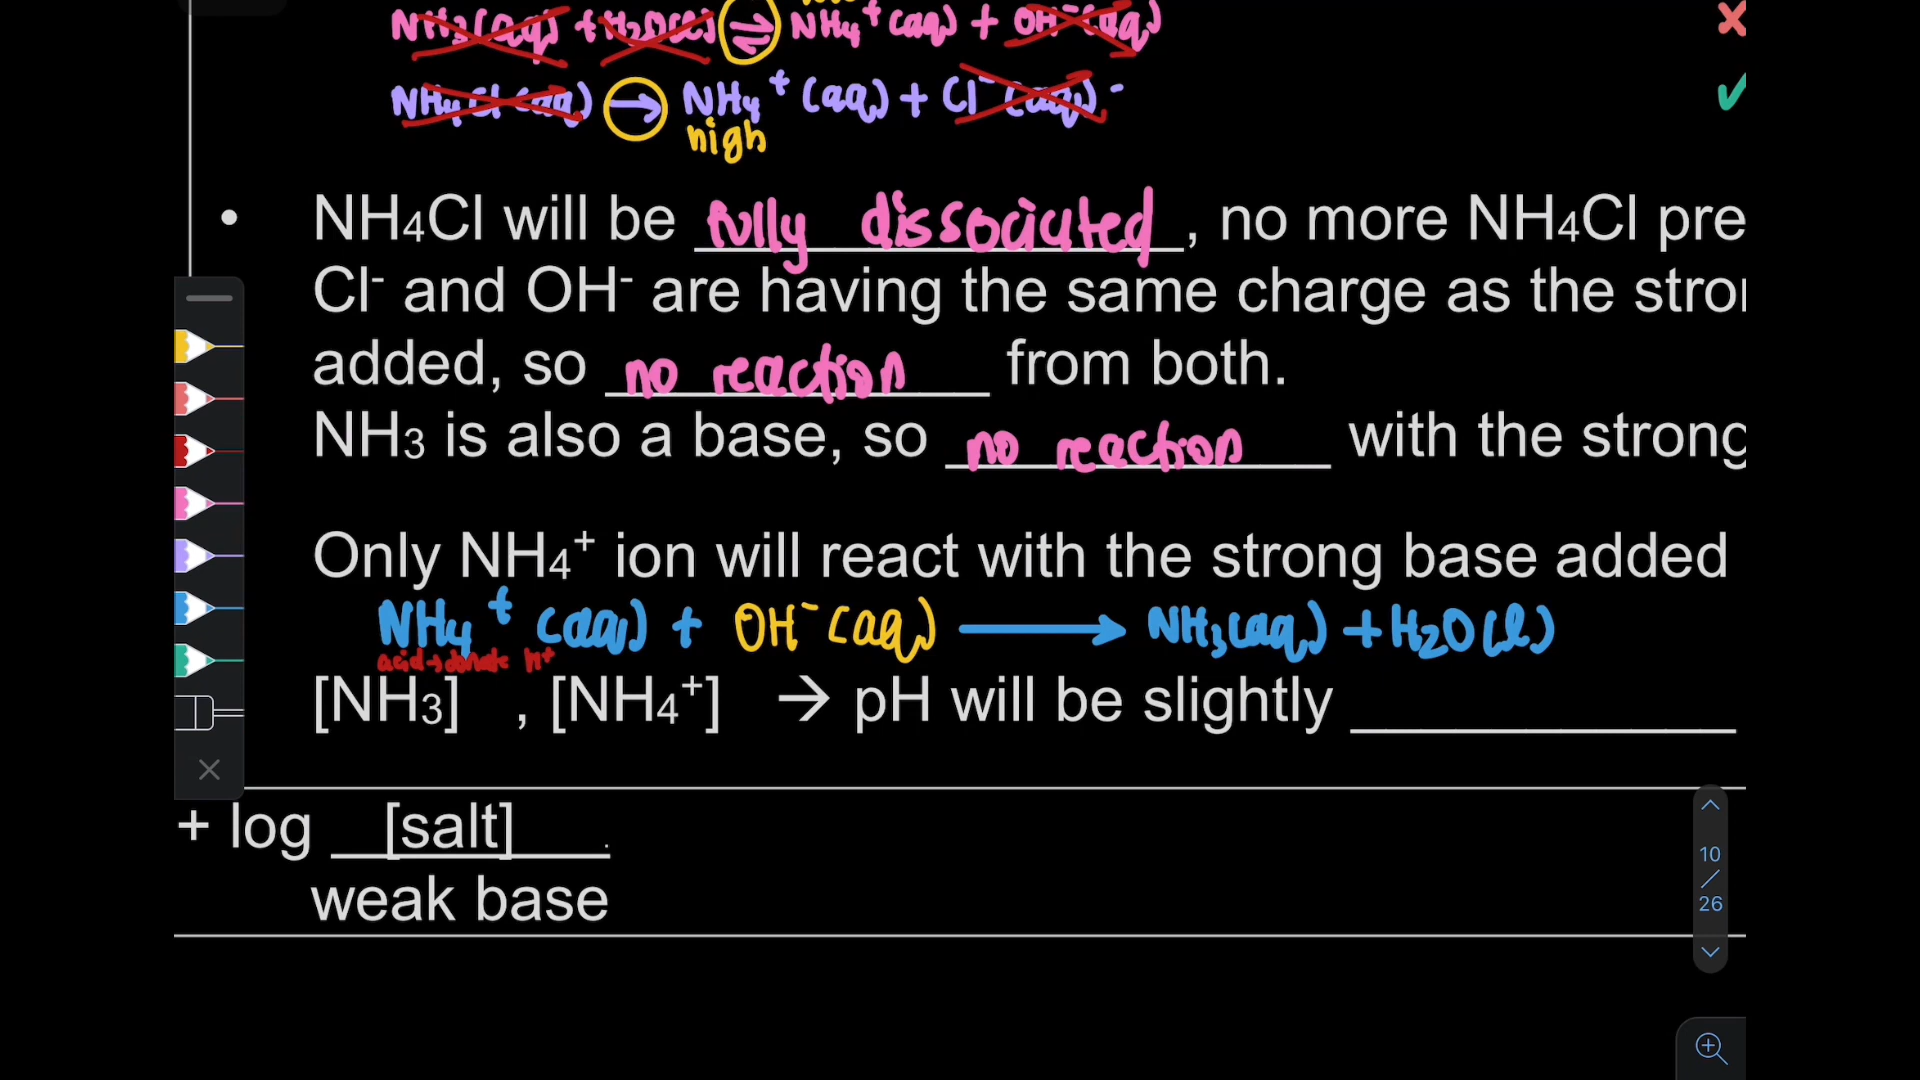 NH3(aq) + H2O(l) ⇌ NH4+ (aq) + OH-(aq)
NH4Cl (aq) → NH4+ (aq) + Cl- (aq) -
high
• NH4Cl will be fully dissociated, no more NH4Cl pre
Cl- and OH- are having the same charge as the stro
added, so no reaction from both.
NH3 is also a base, so no reaction with the strong
Only NH4+ ion will react with the strong base added
NH4+ (aq) + OH- (aq) → NH3(aq) + H2O(l)
acid → donate H+
[NH3] , [NH4+] → pH will be slightly ____________
+ log [salt] .
weak base
10
/
26